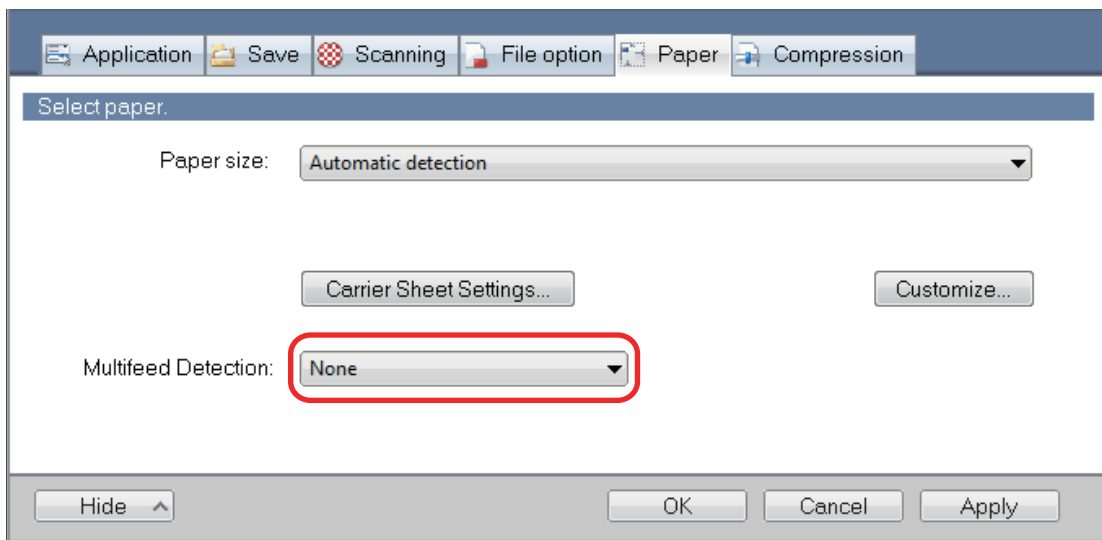 Application Save Scanning File option Paper Compression
Select paper.
Paper size: Automatic detection
Carrier Sheet Settings... Customize...
Multifeed Detection: None
Hide OK Cancel Apply